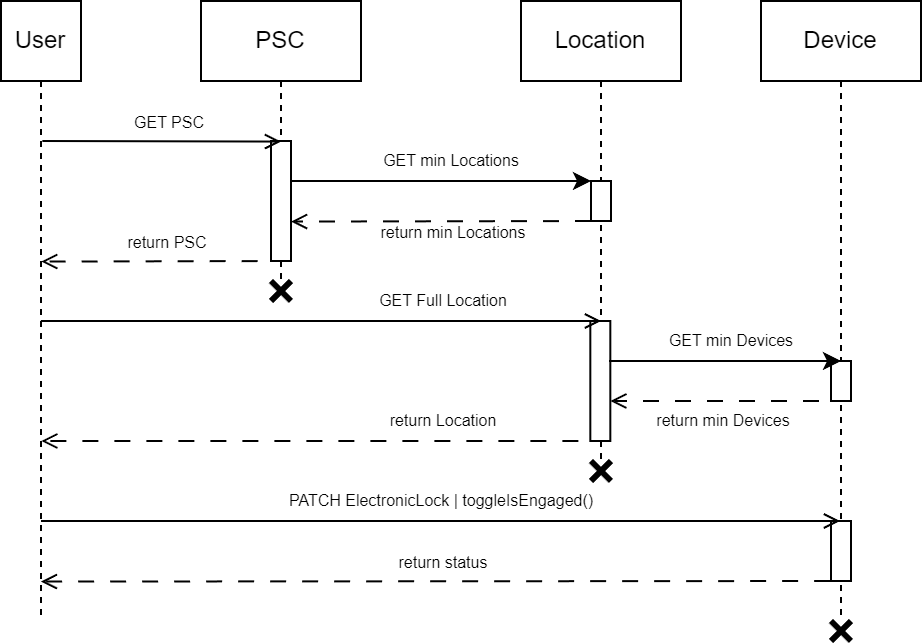 User
PSC
Location
Device
GET PSC
GET min Locations
return min Locations
return PSC
GET Full Location
GET min Devices
return min Devices
return Location
PATCH ElectronicLock | toggleIsEngaged()
return status